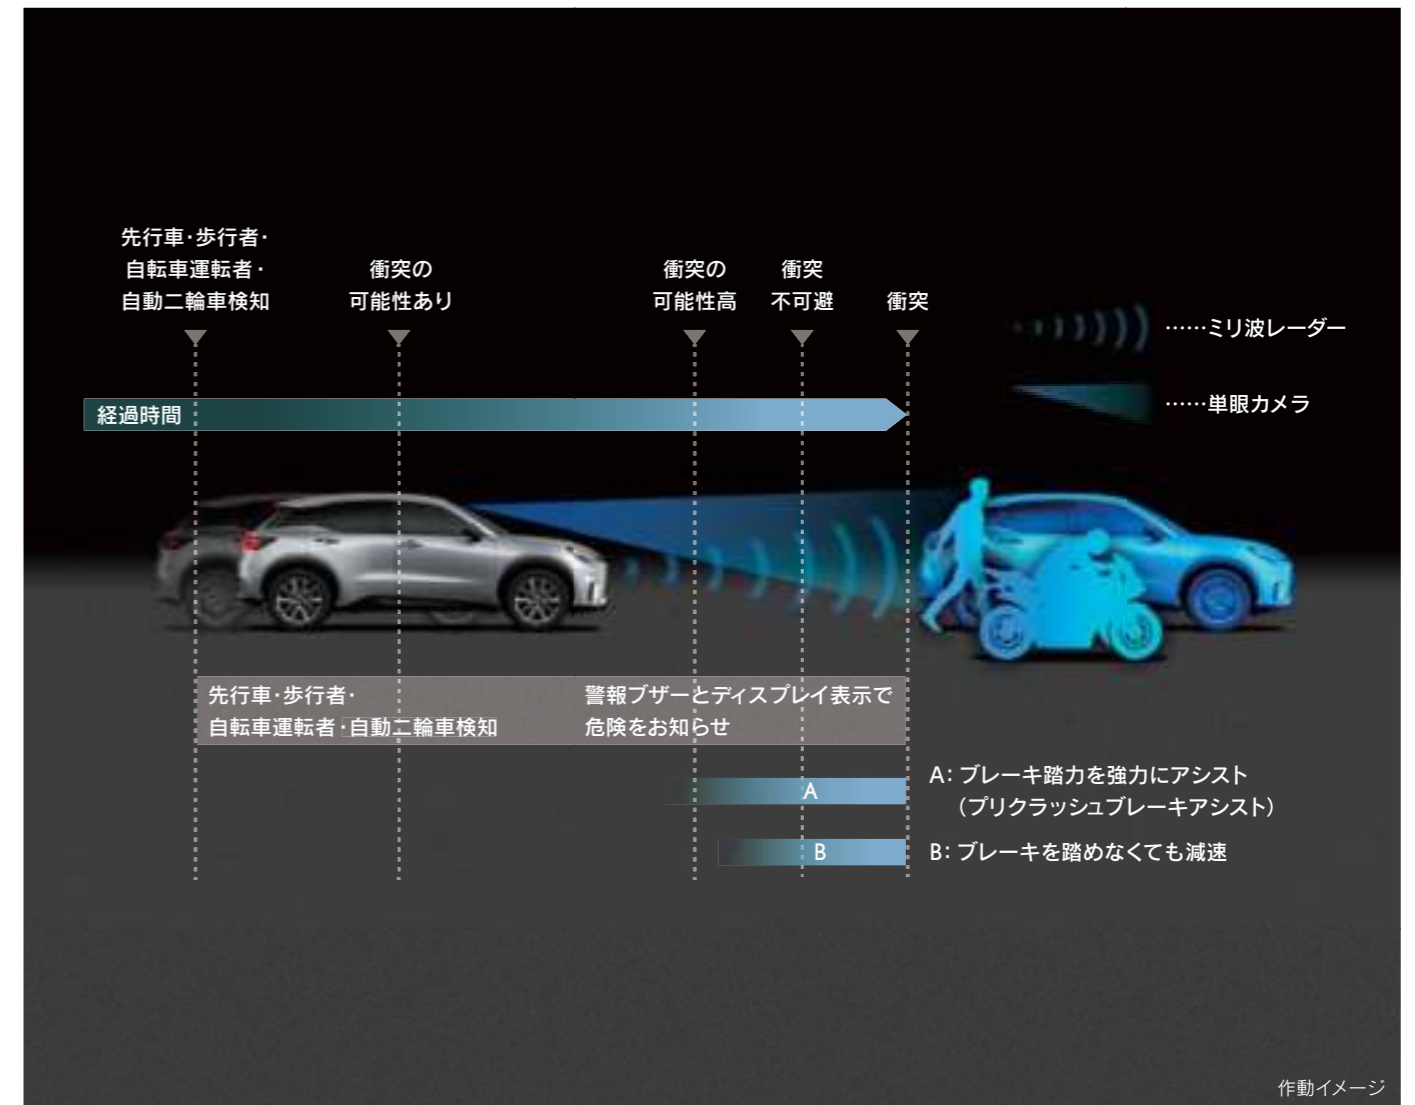 先行車・歩行者・
自転車運転者・
自動二輪車検知
衝突の
可能性あり
衝突の
可能性高
衝突
不可避
衝突
……ミリ波レーダー
……単眼カメラ
経過時間
先行車・歩行者・
自転車運転者・自動二輪車検知
警報ブザーとディスプレイ表示で
危険をお知らせ
A
A：ブレーキ踏力を強力にアシスト
（プリクラッシュブレーキアシスト）
B
B：ブレーキを踏めなくても減速
作動イメージ